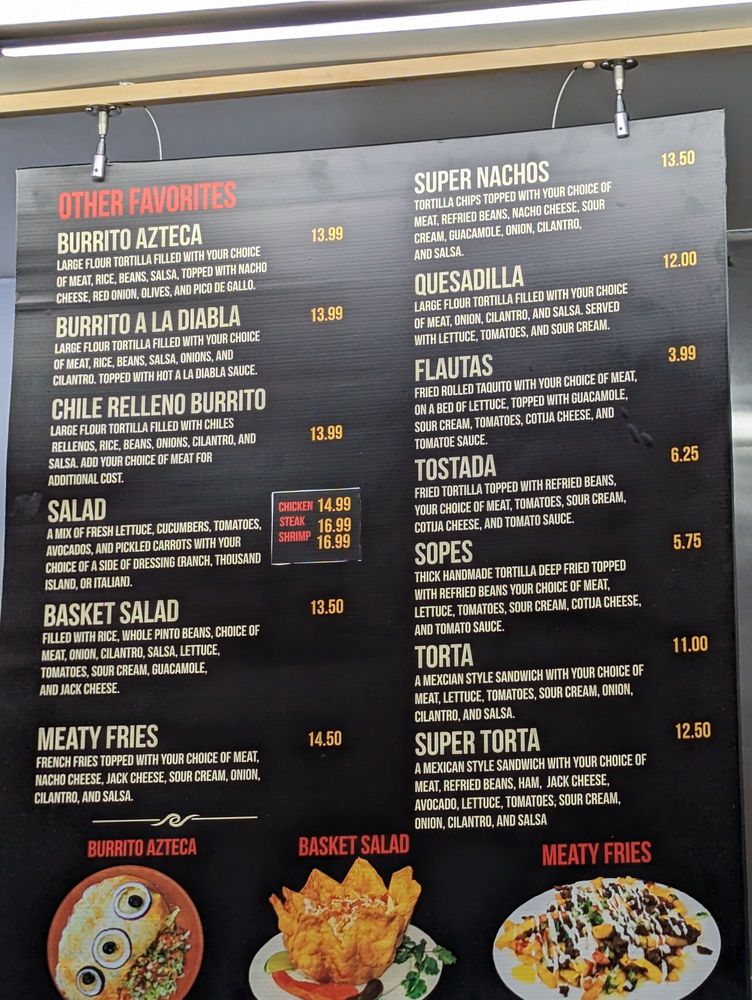 OTHER FAVORITES
BURRITO AZTECA 13.99
LARGE FLOUR TORTILLA FILLED WITH YOUR CHOICE
OF MEAT, RICE, BEANS, SALSA, TOPPED WITH NACHO
CHEESE, RED ONION, OLIVES, AND PICO DE GALLO.
BURRITO A LA DIABLA 13.99
LARGE FLOUR TORTILLA FILLED WITH YOUR CHOICE
OF MEAT, RICE, BEANS, SALSA, ONIONS, AND
CILANTRO. TOPPED WITH HOT A LA DIABLA SAUCE.
CHILE RELLENO BURRITO
LARGE FLOUR TORTILLA FILLED WITH CHILES 13.99
RELLENOS, RICE, BEANS, ONIONS, CILANTRO, AND
SALSA. ADD YOUR CHOICE OF MEAT FOR
ADDITIONAL COST.
SALAD
A MIX OF FRESH LETTUCE, CUCUMBERS, TOMATOES,
AVOCADOS, AND PICKLED CARROTS WITH YOUR
CHOICE OF A SIDE OF DRESSING (RANCH, THOUSAND
ISLAND, OR ITALIAN).
CHICKEN 14.99
STEAK 16.99
SHRIMP 16.99
BASKET SALAD 13.50
FILLED WITH RICE, WHOLE PINTO BEANS, CHOICE OF
MEAT, ONION, CILANTRO, SALSA, LETTUCE,
TOMATOES, SOUR CREAM, GUACAMOLE,
AND JACK CHEESE.
MEATY FRIES 14.50
FRENCH FRIES TOPPED WITH YOUR CHOICE OF MEAT,
NACHO CHEESE, JACK CHEESE, SOUR CREAM, ONION,
CILANTRO, AND SALSA.
SUPER NACHOS 13.50
TORTILLA CHIPS TOPPED WITH YOUR CHOICE OF
MEAT, REFRIED BEANS, NACHO CHEESE, SOUR
CREAM, GUACAMOLE, ONION, CILANTRO,
AND SALSA.
QUESADILLA 12.00
LARGE FLOUR TORTILLA FILLED WITH YOUR CHOICE
OF MEAT, ONION, CILANTRO, AND SALSA. SERVED
WITH LETTUCE, TOMATOES, AND SOUR CREAM.
FLAUTAS 3.99
FRIED ROLLED TAQUITO WITH YOUR CHOICE OF MEAT,
ON A BED OF LETTUCE, TOPPED WITH GUACAMOLE,
SOUR CREAM, TOMATOES, COTIJA CHEESE, AND
TOMATOE SAUCE.
TOSTADA 6.25
FRIED TORTILLA TOPPED WITH REFRIED BEANS,
YOUR CHOICE OF MEAT, TOMATOES, SOUR CREAM,
COTIJA CHEESE, AND TOMATO SAUCE.
SOPES 5.75
THICK HANDMADE TORTILLA DEEP FRIED TOPPED
WITH REFRIED BEANS YOUR CHOICE OF MEAT,
LETTUCE, TOMATOES, SOUR CREAM, COTIJA CHEESE,
AND TOMATO SAUCE.
TORTA 11.00
A MEXCIAN STYLE SANDWICH WITH YOUR CHOICE OF
MEAT, LETTUCE, TOMATOES, SOUR CREAM, ONION,
CILANTRO, AND SALSA.
SUPER TORTA 12.50
A MEXICAN STYLE SANDWICH WITH YOUR CHOICE OF
MEAT, REFRIED BEANS, HAM, JACK CHEESE,
AVOCADO, LETTUCE, TOMATOES, SOUR CREAM,
ONION, CILANTRO, AND SALSA
BURRITO AZTECA
BASKET SALAD
MEATY FRIES